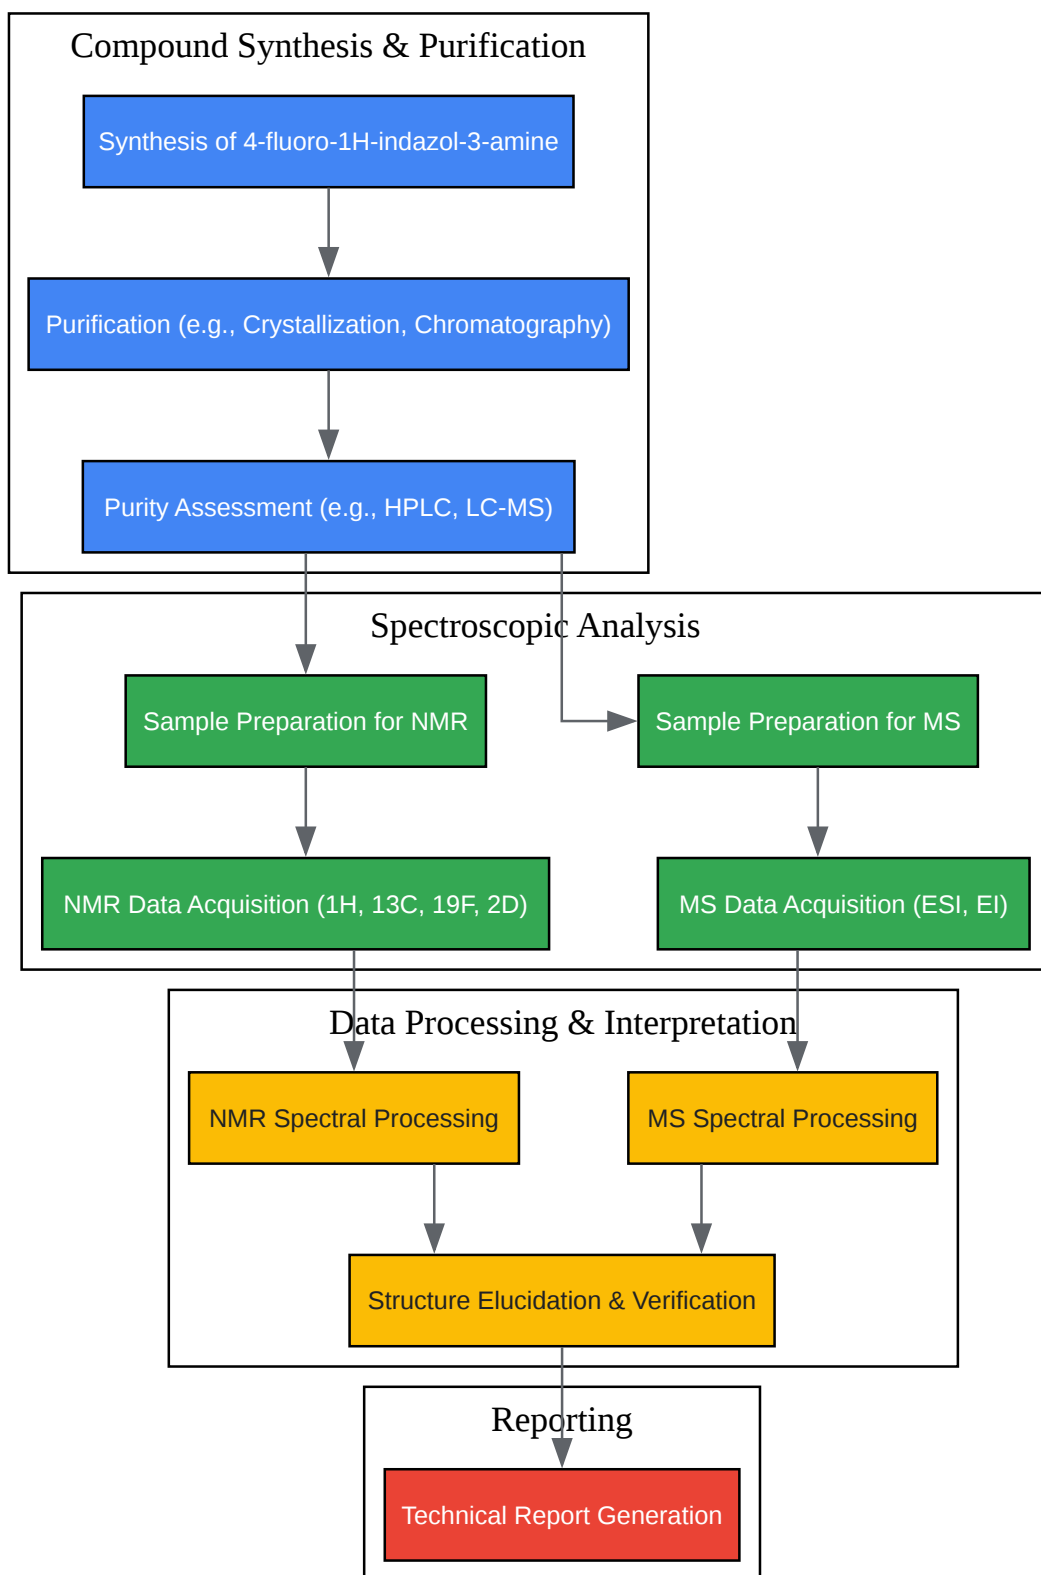 Compound Synthesis & Purification
Synthesis of 4-fluoro-1H-indazol-3-amine
Purification (e.g., Crystallization, Chromatography)
Purity Assessment (e.g., HPLC, LC-MS)
Spectroscopic Analysis
Sample Preparation for NMR
Sample Preparation for MS
NMR Data Acquisition (1H, 13C, 19F, 2D)
MS Data Acquisition (ESI, EI)
Data Processing & Interpretation
NMR Spectral Processing
MS Spectral Processing
Structure Elucidation & Verification
Reporting
Technical Report Generation